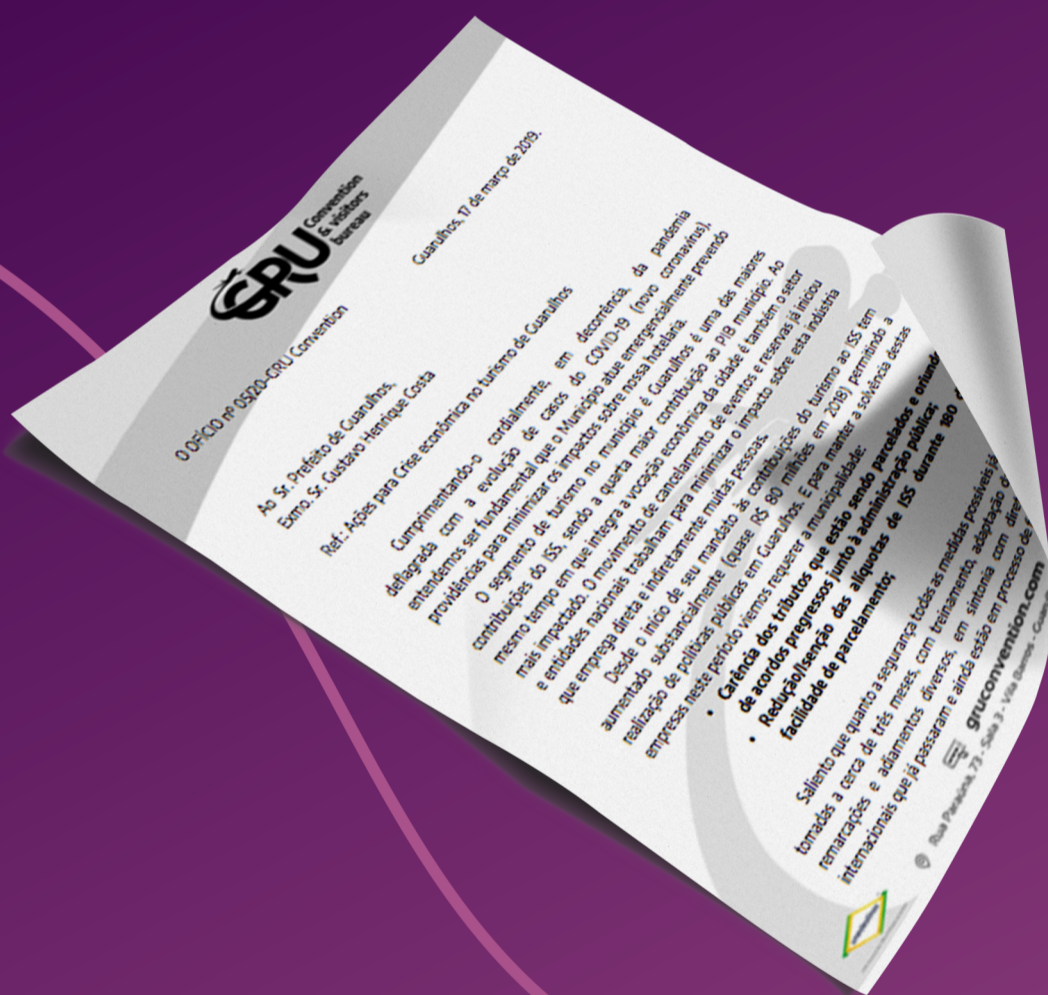 GRU Convention
& visitors
bureau
Guarulhos, 17 de março de 2019.
O OFÍCIO nº 05/20-GRU Convention
Ao Sr. Prefeito de Guarulhos,
Exmo. Sr. Gustavo Henrique Costa
Ref.: Ações para Crise econômica no turismo de Guarulhos
Cumprimentando-o cordialmente, em decorrência, da pandemia
deflagrada com a evolução de casos do COVID-19 (novo coronavírus),
entendemos ser fundamental que o Município atue emergencialmente prevendo
providências para minimizar os impactos sobre nossa hotelaria.
O segmento de turismo no município é Guarulhos é uma das maiores
contribuições do ISS, sendo a quarta maior contribuição ao PIB município. Ao
mesmo tempo em que integra a vocação econômica da cidade é também o setor
mais impactado. O movimento de cancelamento de eventos e reservas já iniciou
e entidades nacionais trabalham para minimizar o impacto sobre esta indústria
que emprega direta e indiretamente muitas pessoas.
Desde o início de seu mandato às contribuições do turismo ao ISS tem
aumentado substancialmente (quase R$ 80 milhões em 2018) permitindo a
realização de políticas públicas em Guarulhos. E para manter a solvência destas
empresas neste período viemos requerer a municipalidade:
• Carência dos tributos que estão sendo parcelados e oriundos
de acordos pregressos junto à administração pública;
• Redução/Isenção das alíquotas de ISS durante 180
facilidade de parcelamento;
Saliento que quanto a segurança todas as medidas possíveis
tomadas a cerca de três meses, com treinamento, adaptação
remarcações e adiamentos diversos em sintonia com
internacionais que já passaram e ainda estão em processo de
gruconvention.com
Rua Paraúna, 73 - Sala 3 - Vila Barros -